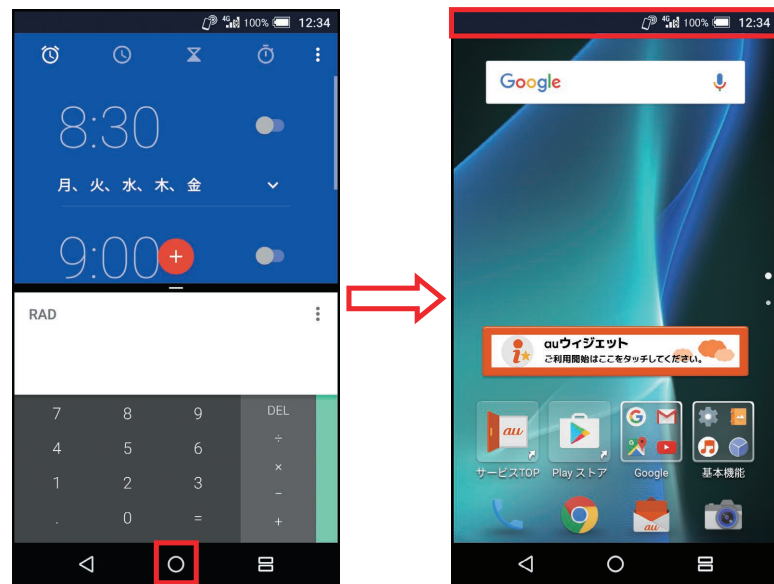 4G 100% 12:34
8:30
月、火、水、木、金
9:00
RAD
7 8 9 DEL
4 5 6 ÷
1 2 3 ×
−
. 0 = +
4G 100% 12:34
Google
auウィジェット
ご利用開始はここをタッチしてください。
au
サービスTOP Play ストア Google 基本機能
au